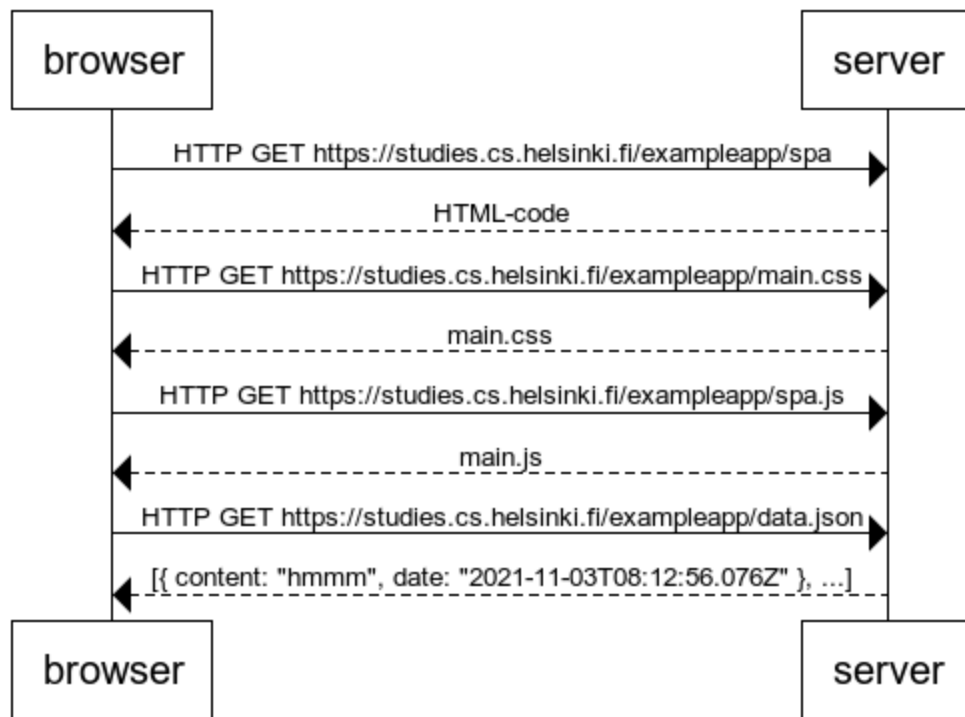 browser server
HTTP GET https://studies.cs.helsinki.fi/exampleapp/spa
HTML-code
HTTP GET https://studies.cs.helsinki.fi/exampleapp/main.css
main.css
HTTP GET https://studies.cs.helsinki.fi/exampleapp/spa.js
main.js
HTTP GET https://studies.cs.helsinki.fi/exampleapp/data.json
[{ content: "hmmm", date: "2021-11-03T08:12:56.076Z" }, ...]
browser server